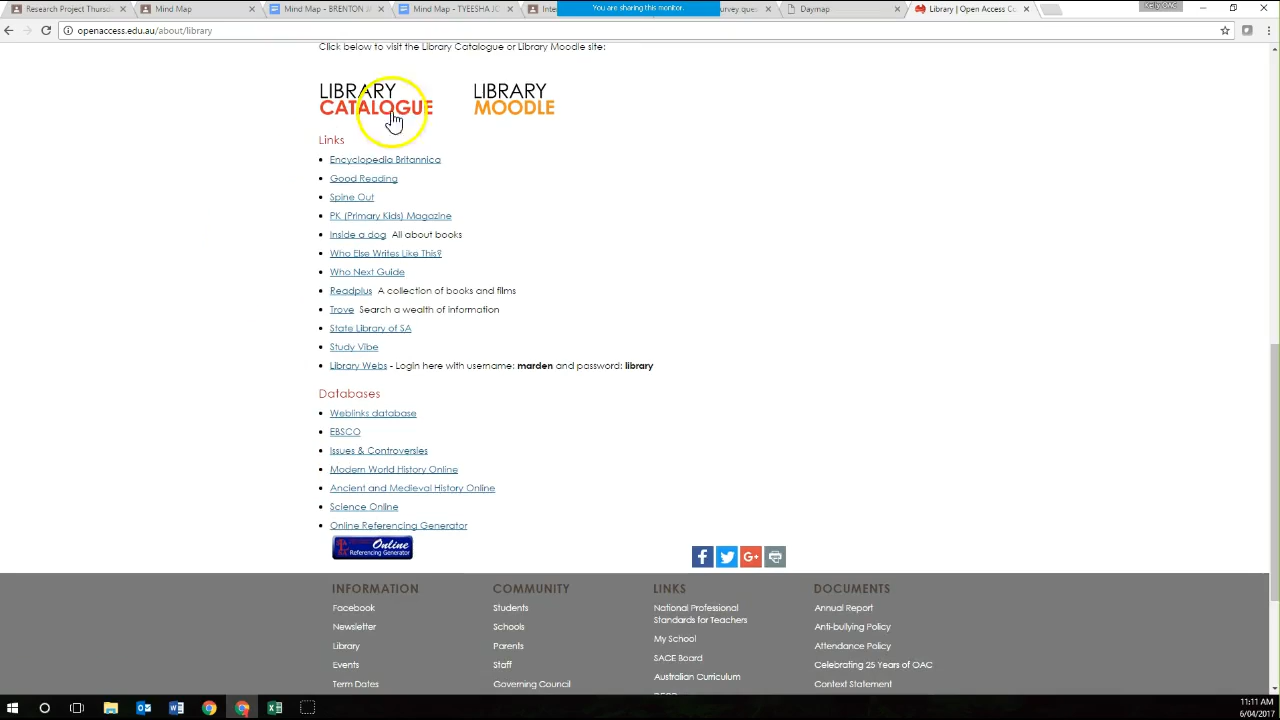 Research Project Thursda
Mind Map
Mind Map - BRENTON J
Mind Map - TYEESHA JO
You are sharing this monitor.
urvey ques
Daymap
Library | Open Access Co
Kelly OAC
openaccess.edu.au/about/library
Click below to visit the Library Catalogue or Library Moodle site:
LIBRARY CATALOGUE
LIBRARY MOODLE
Links
Encyclopedia Britannica
Good Reading
Spine Out
PK (Primary Kids) Magazine
Inside a dog All about books
Who Else Writes Like This?
Who Next Guide
Readplus A collection of books and films
Trove Search a wealth of information
State Library of SA
Study Vibe
Library Webs - Login here with username: marden and password: library
Databases
Weblinks database
EBSCO
Issues & Controversies
Modern World History Online
Ancient and Medieval History Online
Science Online
Online Referencing Generator
Online
Referencing Generator
INFORMATION
Facebook
Newsletter
Library
Events
Term Dates
COMMUNITY
Students
Schools
Parents
Staff
Governing Council
LINKS
National Professional
Standards for Teachers
My School
SACE Board
Australian Curriculum
DOCUMENTS
Annual Report
Anti-bullying Policy
Attendance Policy
Celebrating 25 Years of OAC
Context Statement
11:11 AM
6/04/2017